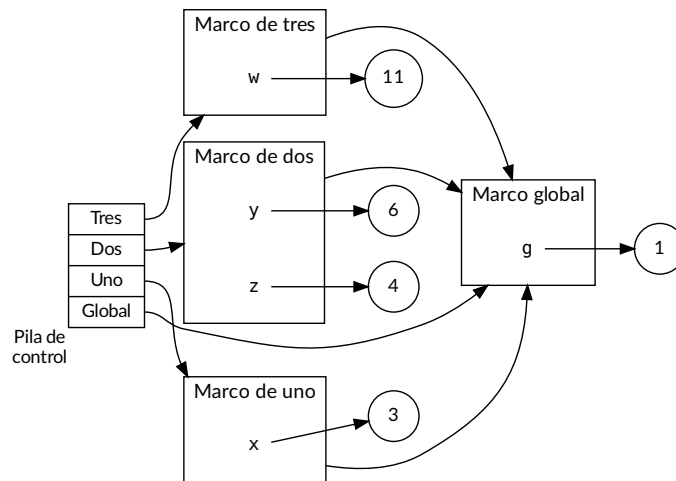 Marco de tres
w
11
Marco de dos
y
6
z
4
Marco global
g
1
Tres
Dos
Uno
Global
Pila de
control
Marco de uno
x
3